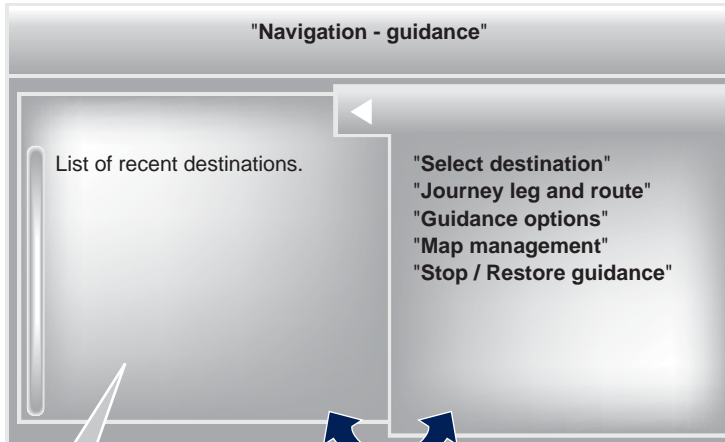 "Navigation - guidance"
List of recent destinations.
"Select destination"
"Journey leg and route"
"Guidance options"
"Map management"
"Stop / Restore guidance"